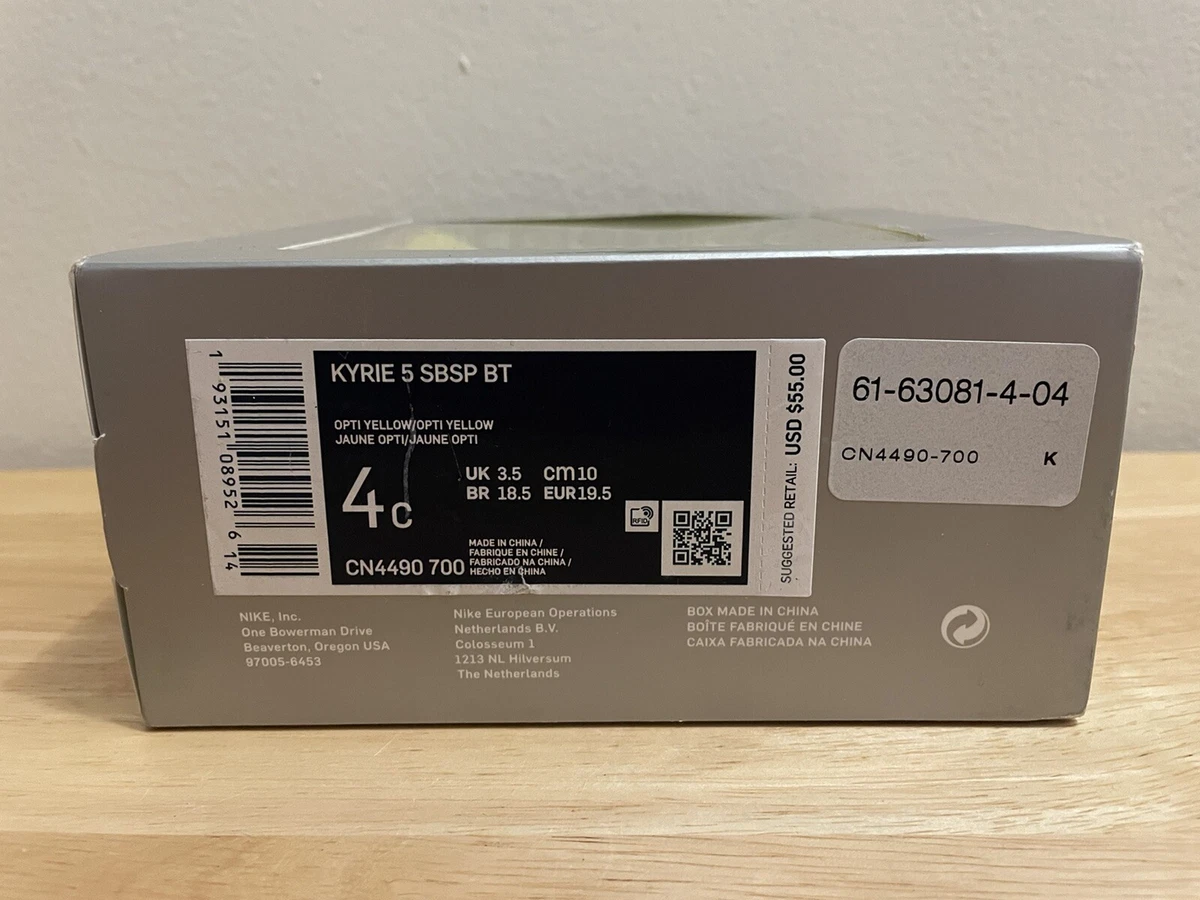 1 93151 08952 6 14
KYRIE 5 SBSP BT
OPTI YELLOW/OPTI YELLOW
JAUNE OPTI/JAUNE OPTI
4C
UK 3.5 cm 10
BR 18.5 EUR 19.5
RFID
CN4490 700
MADE IN CHINA /
FABRIQUE EN CHINE /
FABRICADO NA CHINA /
HECHO EN CHINA
SUGGESTED RETAIL: USD $55.00
61-63081-4-04
CN4490-700 K
NIKE, Inc.
One Bowerman Drive
Beaverton, Oregon USA
97005-6453
Nike European Operations
Netherlands B.V.
Colosseum 1
1213 NL Hilversum
The Netherlands
BOX MADE IN CHINA
BOÎTE FABRIQUÉ EN CHINE
CAIXA FABRICADA NA CHINA